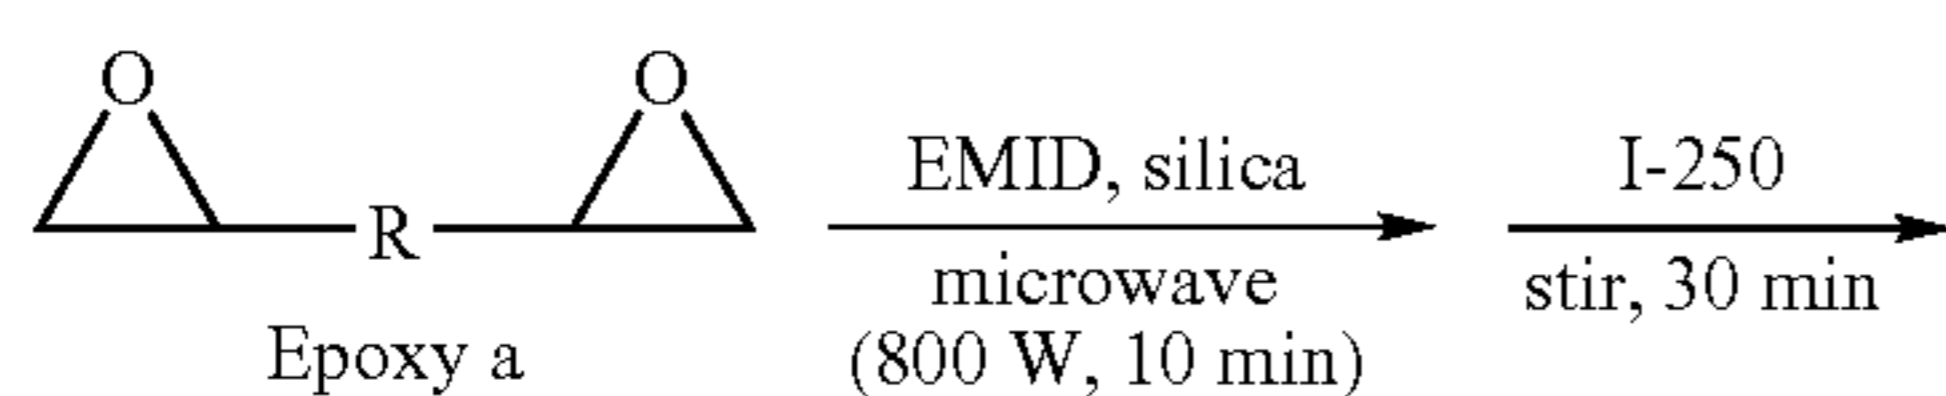 O O
R
Epoxy a
EMID, silica
microwave
(800 W, 10 min)
I-250
stir, 30 min